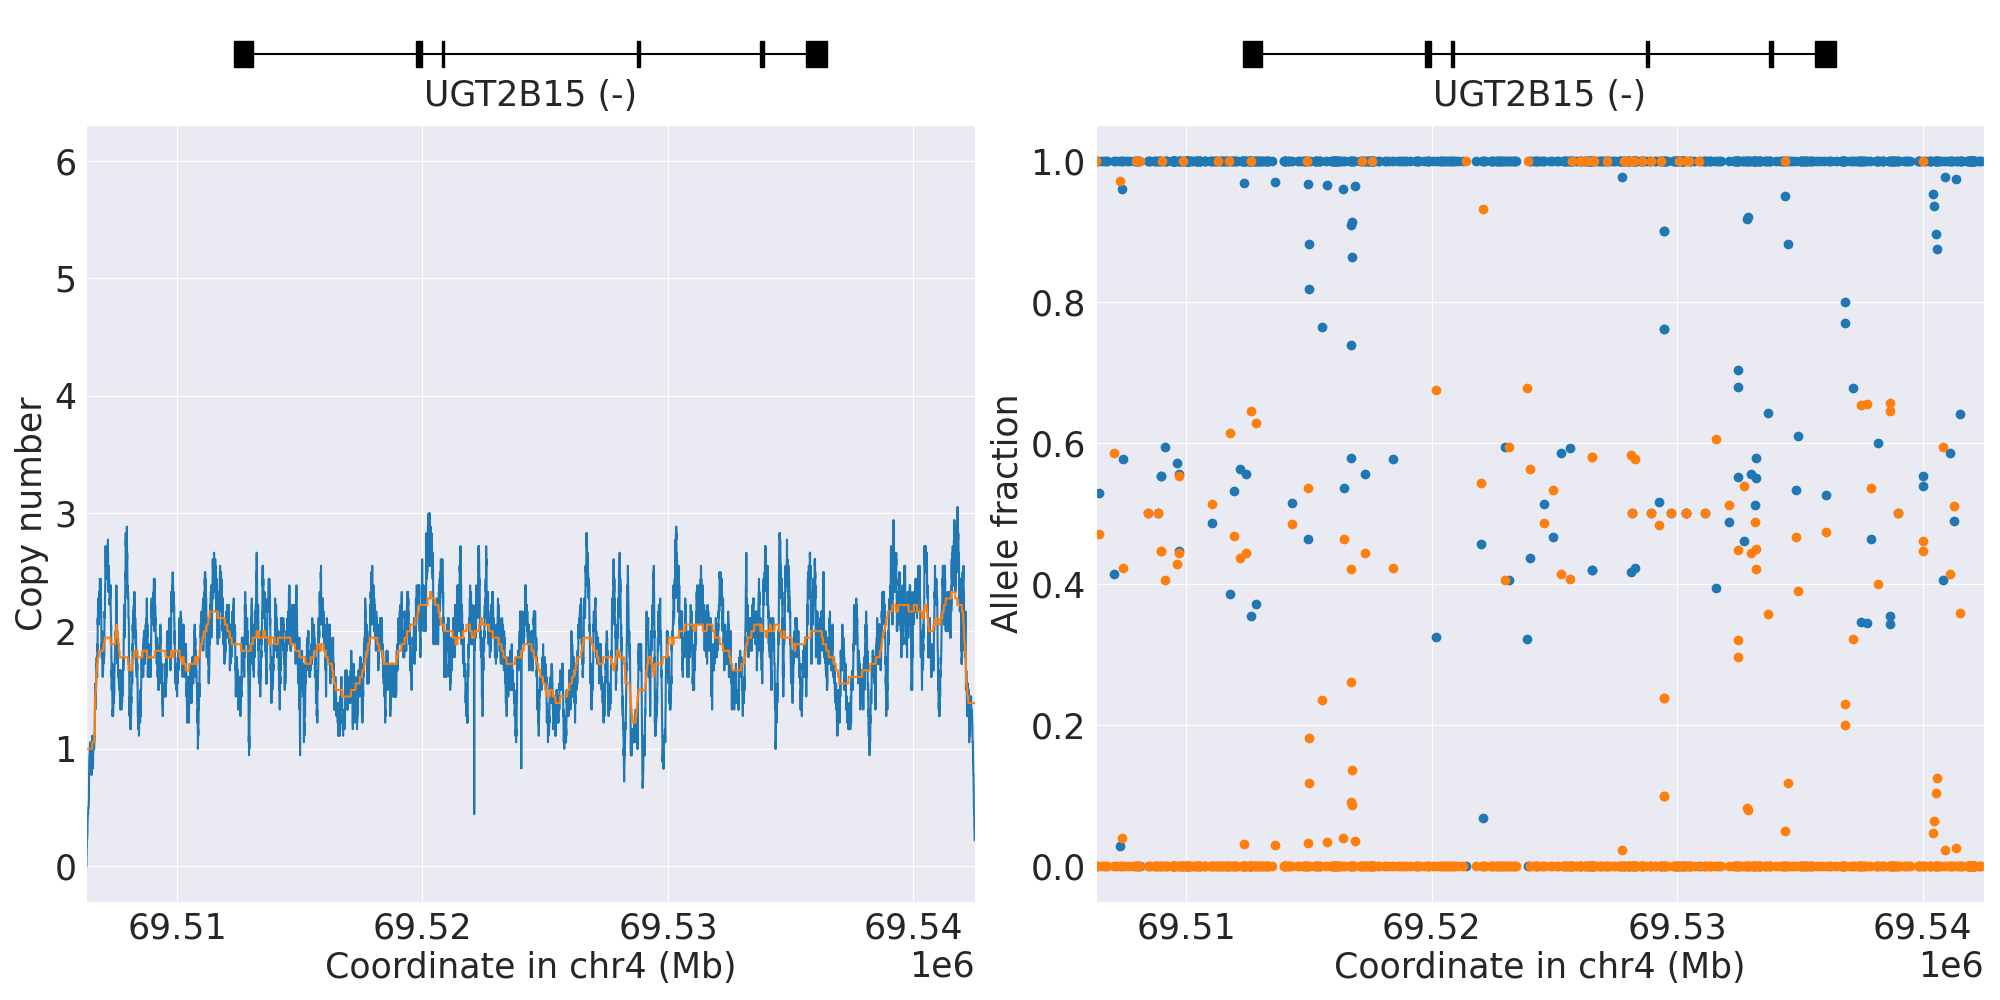 UGT2B15 (-)
6
5
4
3
2
1
0
Copy number
69.51 69.52 69.53 69.54
Coordinate in chr4 (Mb)
1e6
UGT2B15 (-)
1.0
0.8
0.6
0.4
0.2
0.0
Allele fraction
69.51 69.52 69.53 69.54
Coordinate in chr4 (Mb)
1e6